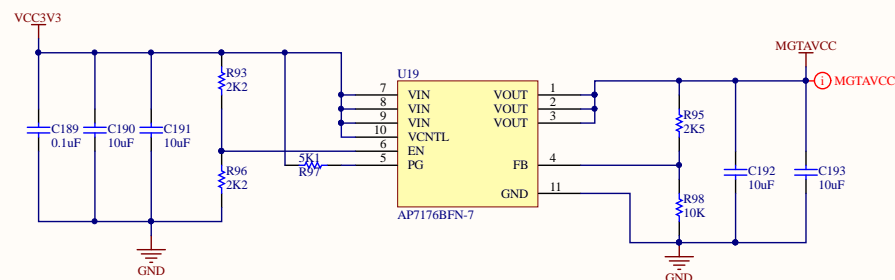 VCC3V3
MGTAVCC
MGTAVCC
U19
R93
2K2
C189
0.1uF
C190
10uF
C191
10uF
R96
2K2
5K1
R97
7
8
9
10
6
5
VIN
VIN
VIN
VCNTL
EN
PG
VOUT
VOUT
VOUT
FB
GND
1
2
3
4
11
AP7176BFN-7
R95
2K5
R98
10K
C192
10uF
C193
10uF
i
GND
GND